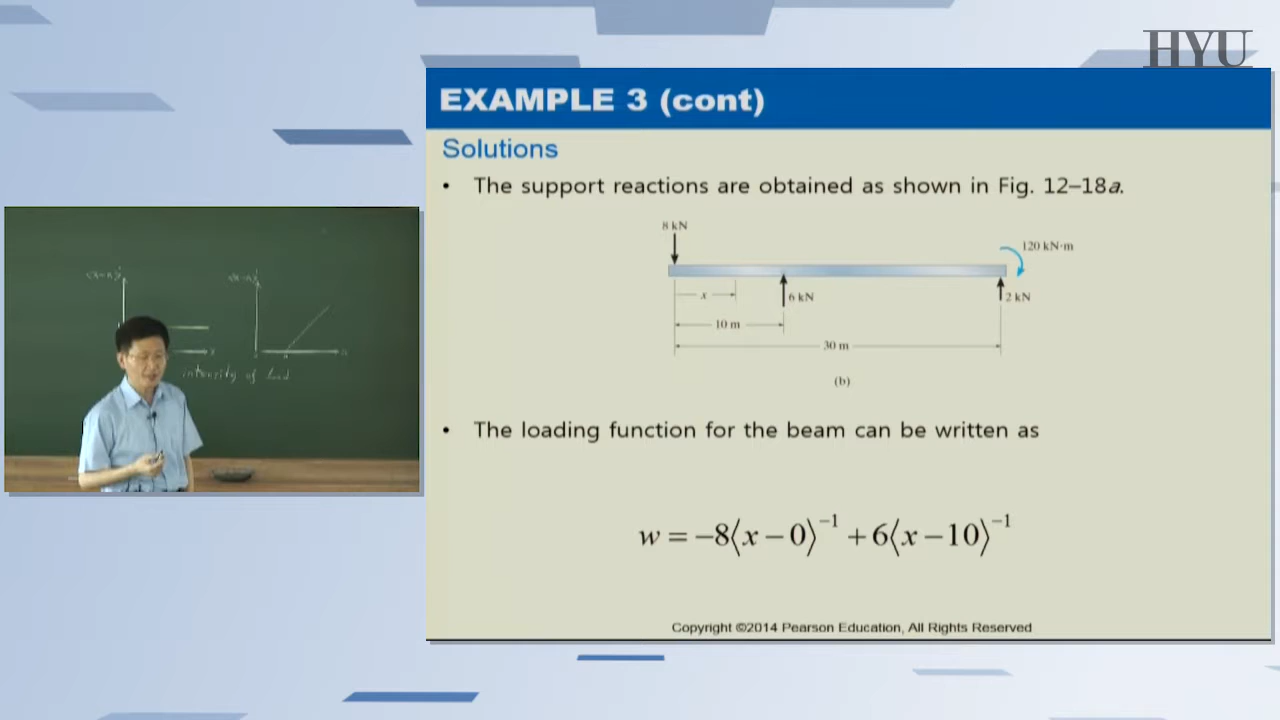 HYU
EXAMPLE 3 (cont)
Solutions
• The support reactions are obtained as shown in Fig. 12–18a.
8 kN
120 kN·m
x
6 kN
2 kN
10 m
30 m
(b)
• The loading function for the beam can be written as
w = −8⟨x − 0⟩⁻¹ + 6⟨x − 10⟩⁻¹
Copyright ©2014 Pearson Education, All Rights Reserved
intensity of Load